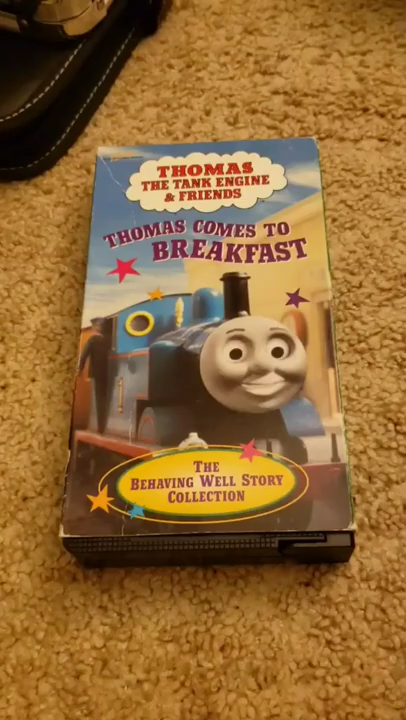 THOMAS
THE TANK ENGINE
& FRIENDS
THOMAS COMES TO
BREAKFAST
THE
BEHAVING WELL STORY
COLLECTION